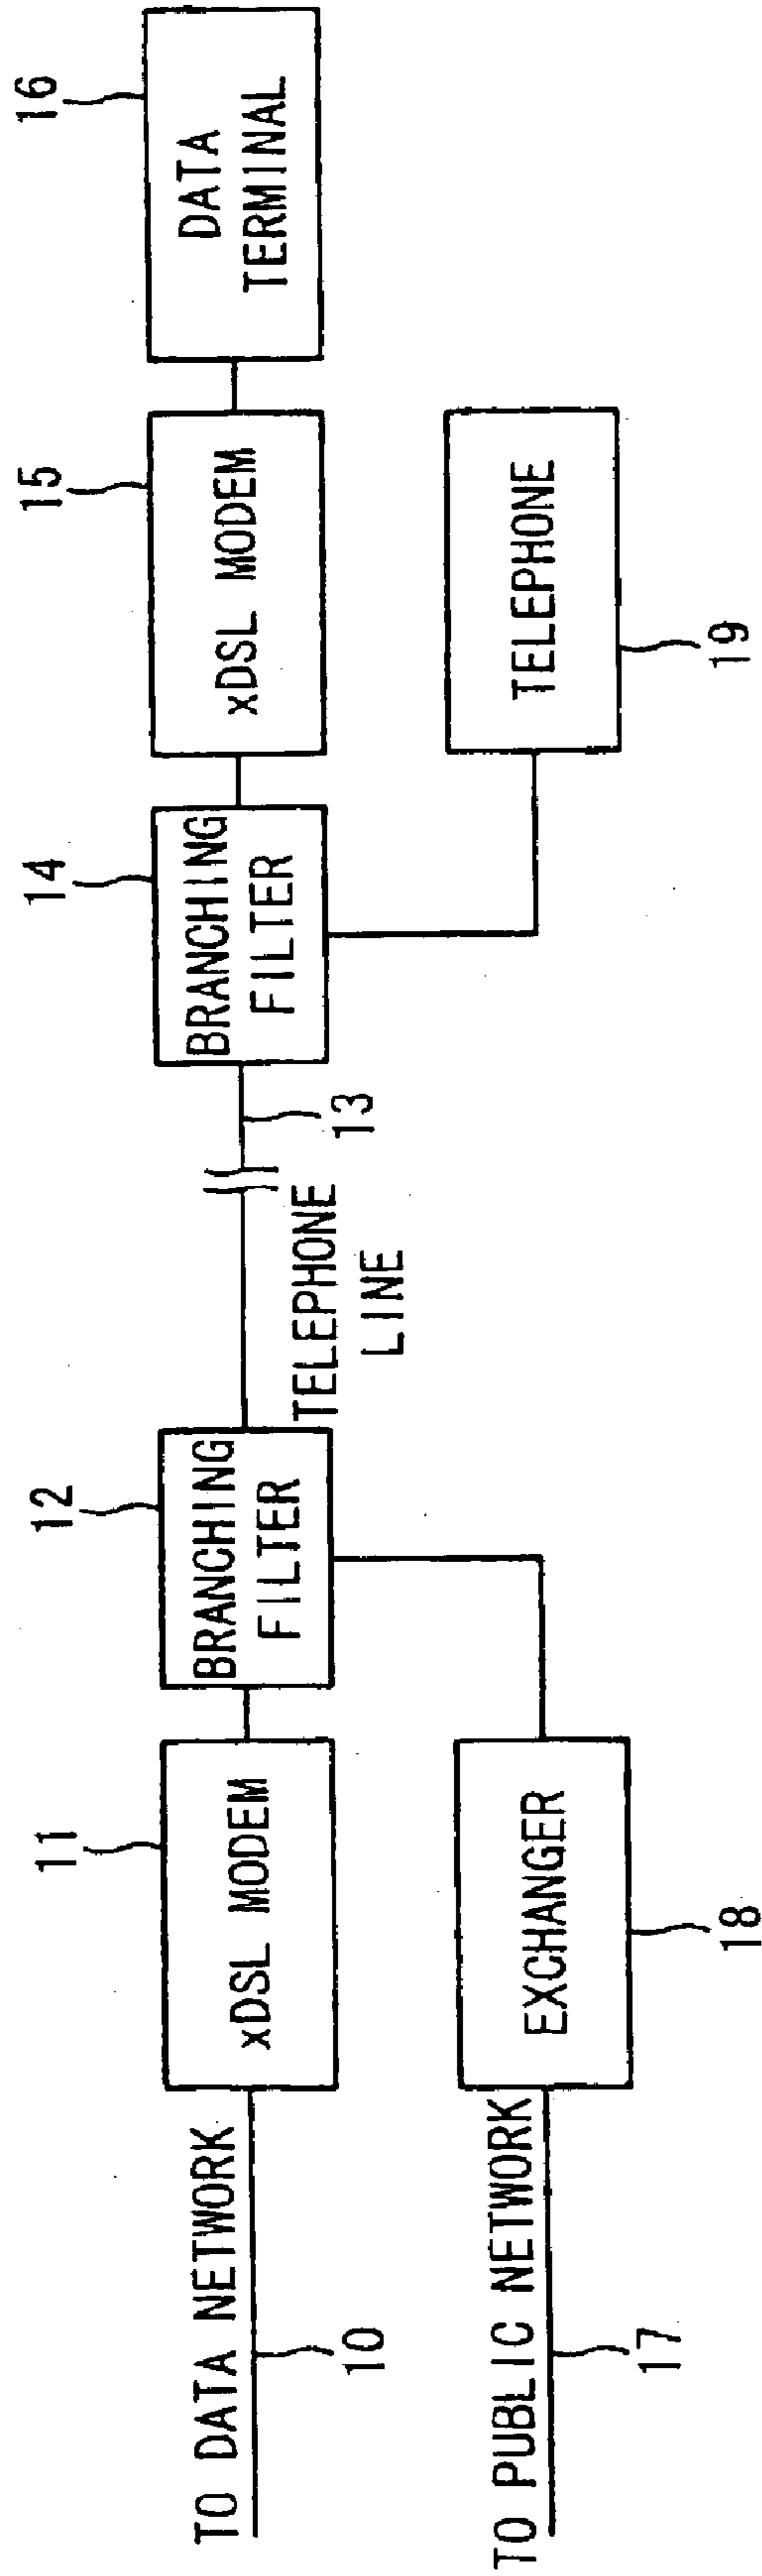 TO DATA NETWORK
10
xDSL MODEM
11
BRANCHING
FILTER
12
TELEPHONE
LINE
13
BRANCHING
FILTER
14
xDSL MODEM
15
DATA
TERMINAL
16
TO PUBLIC NETWORK
17
EXCHANGER
18
TELEPHONE
19